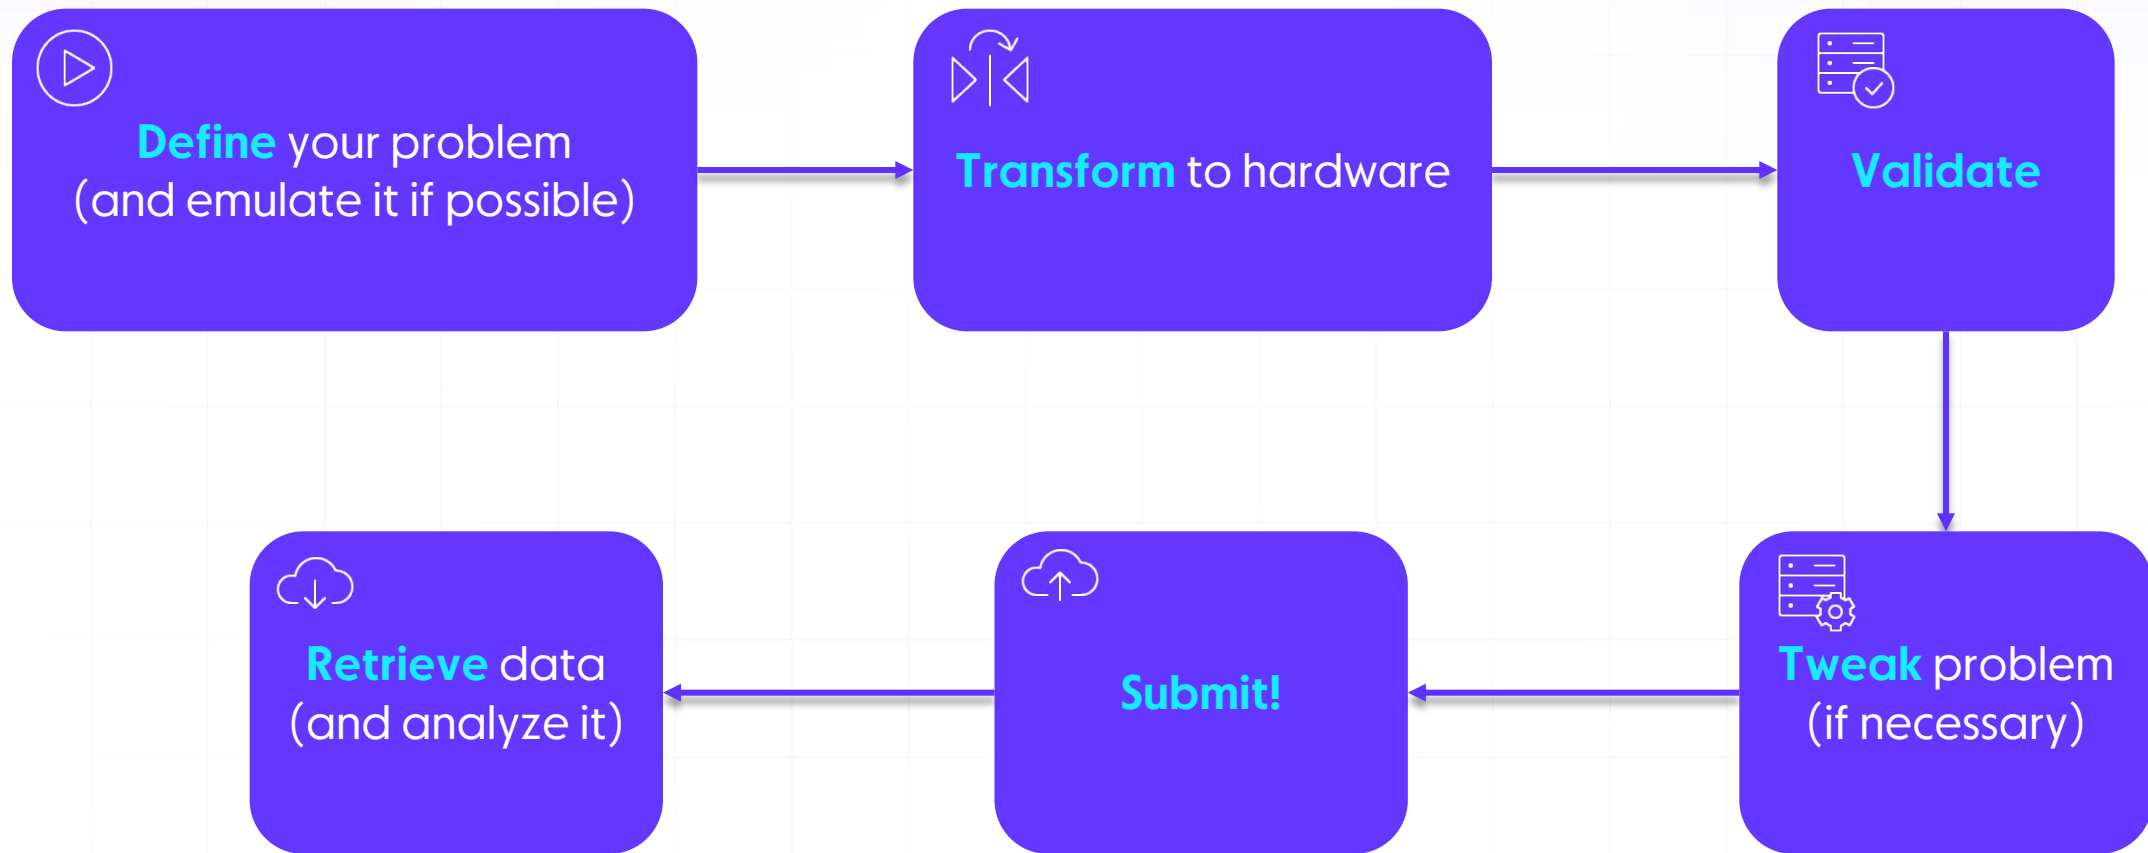 Define your problem
(and emulate it if possible)
Transform to hardware
Validate
Tweak problem
(if necessary)
Submit!
Retrieve data
(and analyze it)